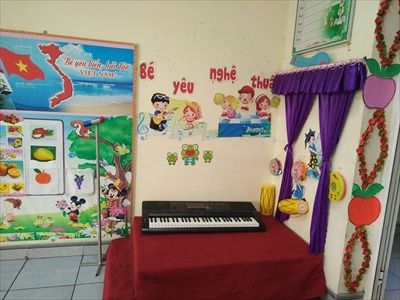 Bé yêu biển, hải đảo
VIỆT NAM
Bé yêu nghệ thuật